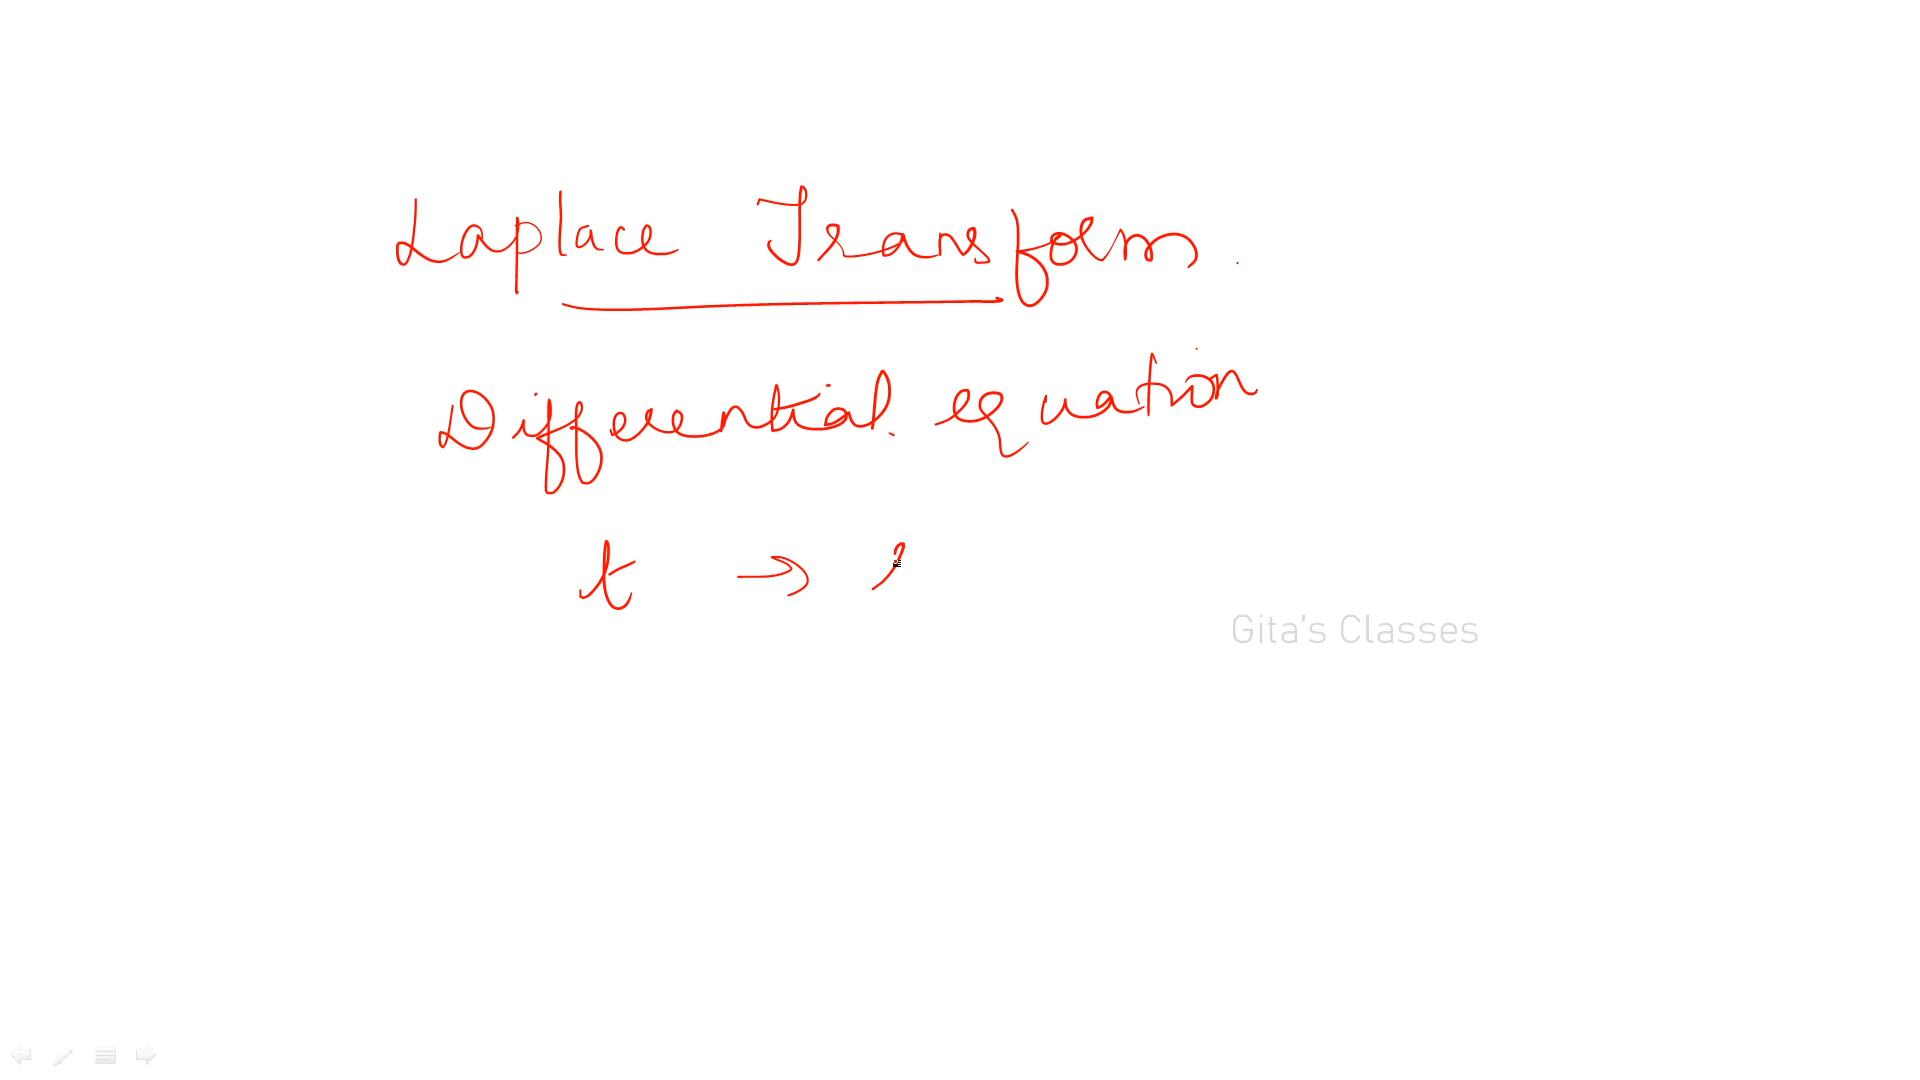 Laplace Transform.
Differential equation
t →
Gita's Classes